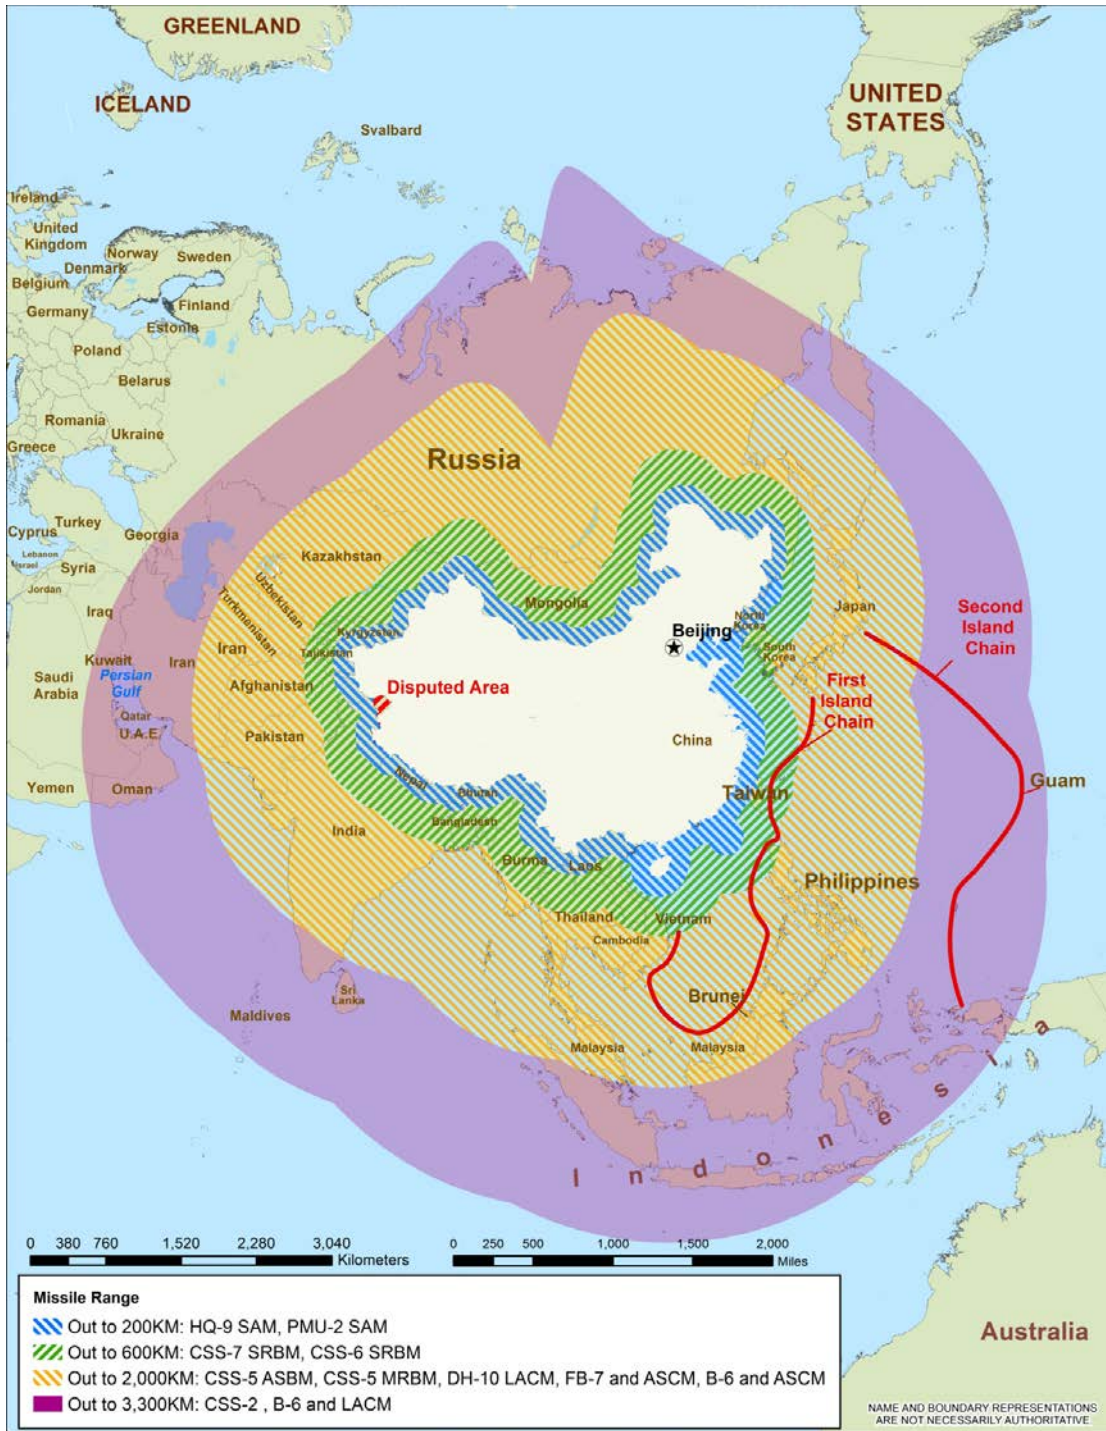 GREENLAND
ICELAND
UNITED
STATES
Svalbard
Ireland
United
Kingdom
Norway
Sweden
Denmark
Belgium
Finland
Germany
Estonia
Poland
Belarus
Romania
Ukraine
Greece
Russia
Turkey
Cyprus
Georgia
Lebanon
Israel
Syria
Kazakhstan
Jordan
Uzbekistan
Turkmenistan
Iraq
Mongolia
Japan
North
Korea
Beijing
Kyrgyzstan
Tajikistan
South
Korea
Second
Island
Chain
Kuwait
Iran
Iran
Persian
Gulf
Saudi
Arabia
Afghanistan
Disputed Area
First
Island
Chain
Qatar
U.A.E.
Pakistan
China
Yemen
Oman
Nepal
Bhutan
Taiwan
Guam
Bangladesh
India
Burma
Laos
Philippines
Thailand
Vietnam
Cambodia
Sri
Lanka
Brunei
Maldives
Malaysia
Malaysia
Indonesia
0 380 760 1,520 2,280 3,040
Kilometers
0 250 500 1,000 1,500 2,000
Miles
Missile Range
Out to 200KM: HQ-9 SAM, PMU-2 SAM
Out to 600KM: CSS-7 SRBM, CSS-6 SRBM
Out to 2,000KM: CSS-5 ASBM, CSS-5 MRBM, DH-10 LACM, FB-7 and ASCM, B-6 and ASCM
Out to 3,300KM: CSS-2 , B-6 and LACM
Australia
NAME AND BOUNDARY REPRESENTATIONS
ARE NOT NECESSARILY AUTHORITATIVE.